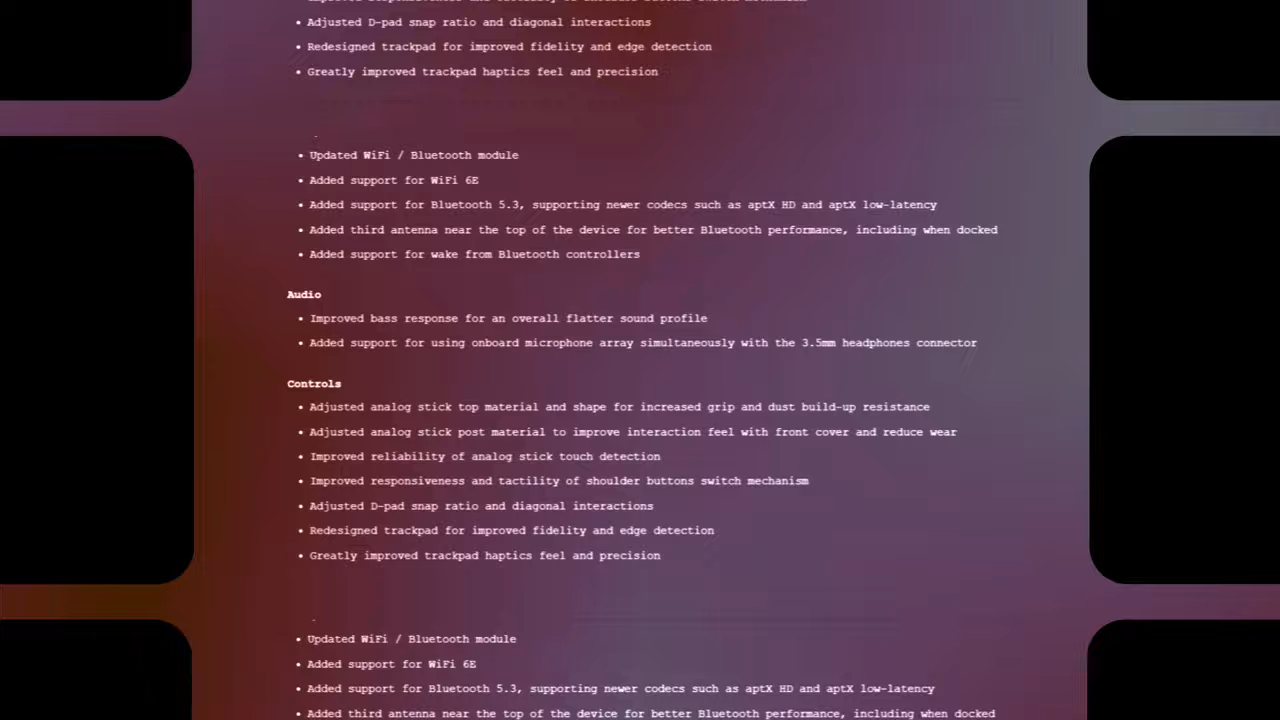 • Adjusted D-pad snap ratio and diagonal interactions
• Redesigned trackpad for improved fidelity and edge detection
• Greatly improved trackpad haptics feel and precision
• Updated WiFi / Bluetooth module
• Added support for WiFi 6E
• Added support for Bluetooth 5.3, supporting newer codecs such as aptX HD and aptX low-latency
• Added third antenna near the top of the device for better Bluetooth performance, including when docked
• Added support for wake from Bluetooth controllers
Audio
• Improved bass response for an overall flatter sound profile
• Added support for using onboard microphone array simultaneously with the 3.5mm headphones connector
Controls
• Adjusted analog stick top material and shape for increased grip and dust build-up resistance
• Adjusted analog stick post material to improve interaction feel with front cover and reduce wear
• Improved reliability of analog stick touch detection
• Improved responsiveness and tactility of shoulder buttons switch mechanism
• Adjusted D-pad snap ratio and diagonal interactions
• Redesigned trackpad for improved fidelity and edge detection
• Greatly improved trackpad haptics feel and precision
• Updated WiFi / Bluetooth module
• Added support for WiFi 6E
• Added support for Bluetooth 5.3, supporting newer codecs such as aptX HD and aptX low-latency
• Added third antenna near the top of the device for better Bluetooth performance, including when docked